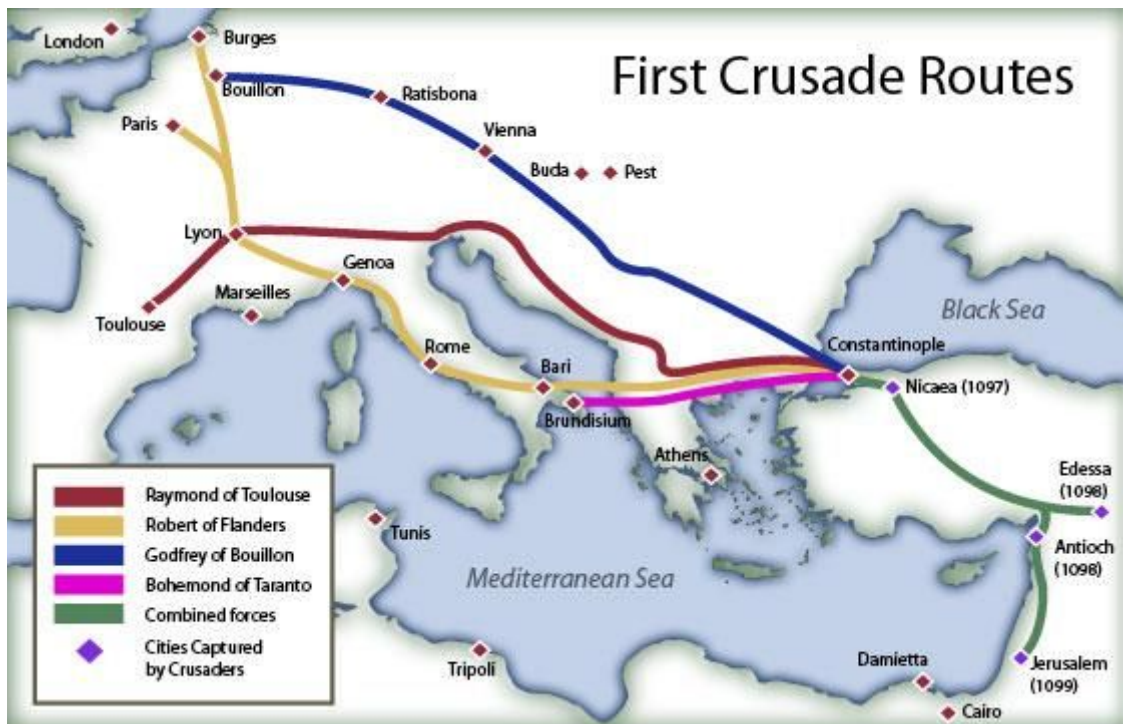 First Crusade Routes
London
Burges
Bouillon
Ratisbona
Paris
Vienna
Buda
Pest
Lyon
Genoa
Marseilles
Toulouse
Black Sea
Constantinople
Rome
Bari
Nicaea (1097)
Brundisium
Athens
Edessa
(1098)
Raymond of Toulouse
Robert of Flanders
Godfrey of Bouillon
Bohemond of Taranto
Combined forces
Cities Captured
by Crusaders
Tunis
Antioch
(1098)
Mediterranean Sea
Tripoli
Damietta
Jerusalem
(1099)
Cairo